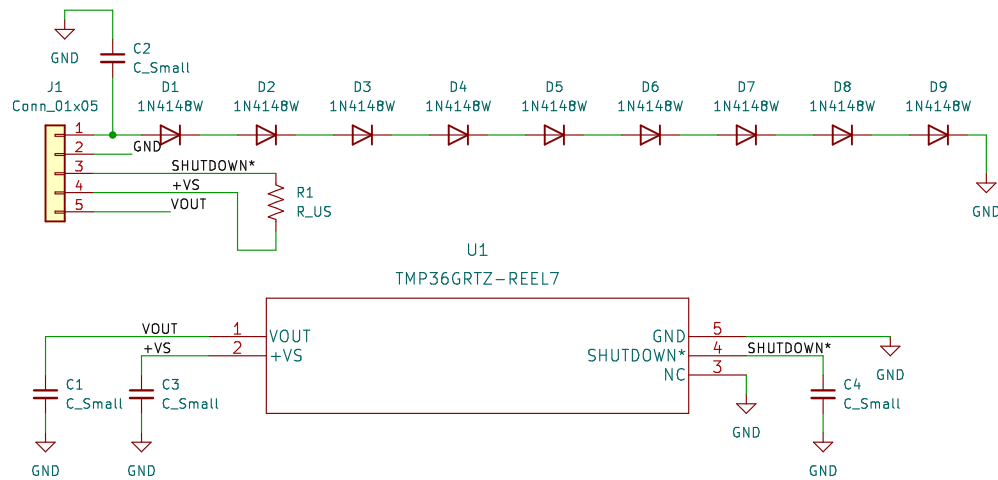 GND
C2
C_Small
J1
Conn_01x05
D1
1N4148W
D2
1N4148W
D3
1N4148W
D4
1N4148W
D5
1N4148W
D6
1N4148W
D7
1N4148W
D8
1N4148W
D9
1N4148W
1
2
3
4
5
GND
SHUTDOWN*
+VS
VOUT
R1
R_US
GND
U1
TMP36GRTZ-REEL7
VOUT
1
VOUT
+VS
2
+VS
GND
5
SHUTDOWN*
4
SHUTDOWN*
NC
3
GND
GND
C1
C_Small
GND
C3
C_Small
GND
C4
C_Small
GND